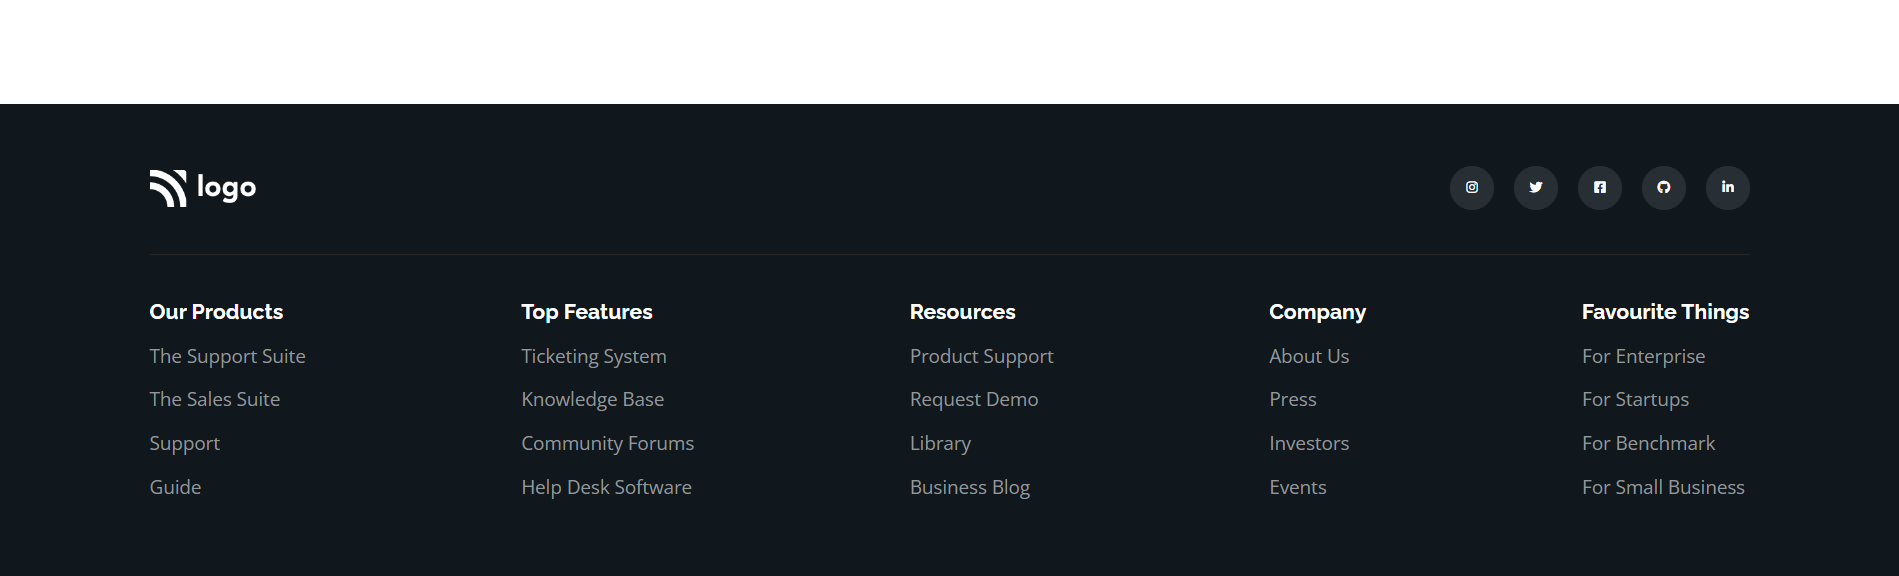 logo
Our Products
The Support Suite
The Sales Suite
Support
Guide
Top Features
Ticketing System
Knowledge Base
Community Forums
Help Desk Software
Resources
Product Support
Request Demo
Library
Business Blog
Company
About Us
Press
Investors
Events
Favourite Things
For Enterprise
For Startups
For Benchmark
For Small Business